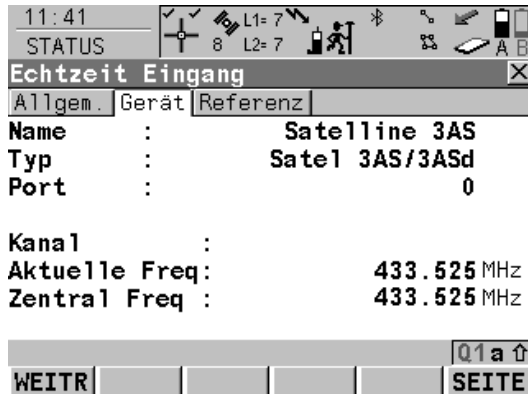 11:41
STATUS
8
L1= 7
L2= 7
A B
Echtzeit Eingang
X
Allgem. Gerät Referenz
Name : Satelline 3AS
Typ : Satel 3AS/3ASd
Port : 0
Kanal :
Aktuelle Freq: 433.525 MHz
Zentral Freq : 433.525 MHz
Q1 a ⇧
WEITR SEITE